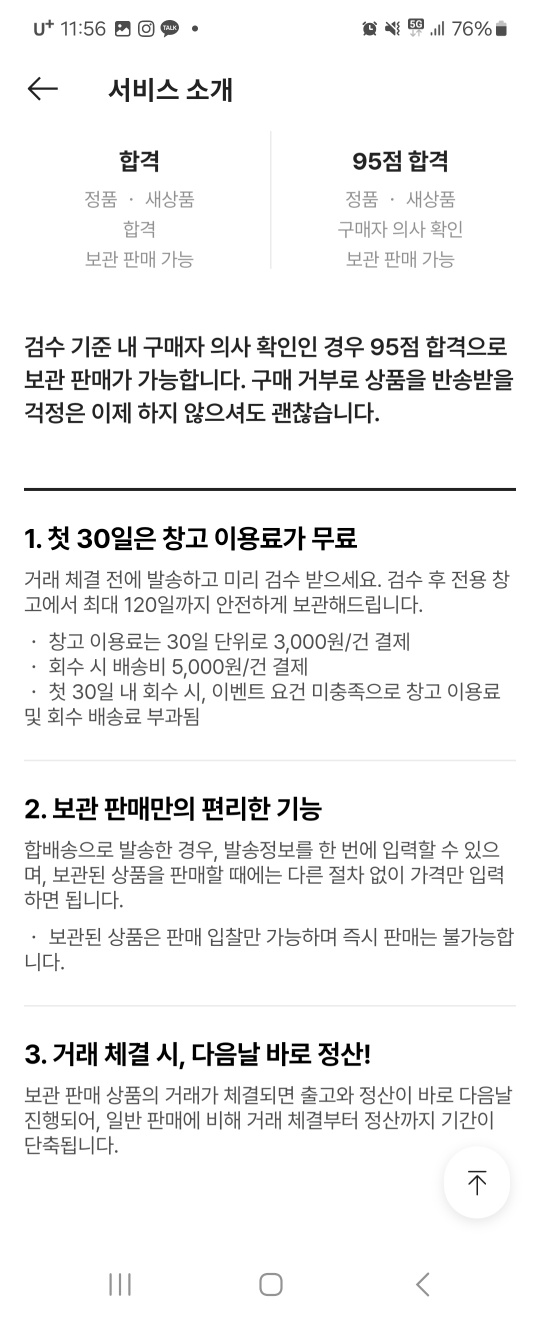 U+ 11:56 TALK 5G 76%
서비스 소개
합격
정품 · 새상품
합격
보관 판매 가능
95점 합격
정품 · 새상품
구매자 의사 확인
보관 판매 가능
검수 기준 내 구매자 의사 확인인 경우 95점 합격으로
보관 판매가 가능합니다. 구매 거부로 상품을 반송받을
걱정은 이제 하지 않으셔도 괜찮습니다.
1. 첫 30일은 창고 이용료가 무료
거래 체결 전에 발송하고 미리 검수 받으세요. 검수 후 전용 창
고에서 최대 120일까지 안전하게 보관해드립니다.
· 창고 이용료는 30일 단위로 3,000원/건 결제
· 회수 시 배송비 5,000원/건 결제
· 첫 30일 내 회수 시, 이벤트 요건 미충족으로 창고 이용료
및 회수 배송료 부과됨
2. 보관 판매만의 편리한 기능
합배송으로 발송한 경우, 발송정보를 한 번에 입력할 수 있으
며, 보관된 상품을 판매할 때에는 다른 절차 없이 가격만 입력
하면 됩니다.
· 보관된 상품은 판매 입찰만 가능하며 즉시 판매는 불가능합
니다.
3. 거래 체결 시, 다음날 바로 정산!
보관 판매 상품의 거래가 체결되면 출고와 정산이 바로 다음날
진행되어, 일반 판매에 비해 거래 체결부터 정산까지 기간이
단축됩니다.